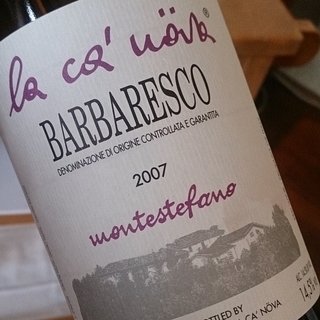 la ca' növa®
BARBARESCO
DENOMINAZIONE DI ORIGINE CONTROLLATA E GARANTITA
2007
montestefano
BOTTLED BY
CA' NÖVA